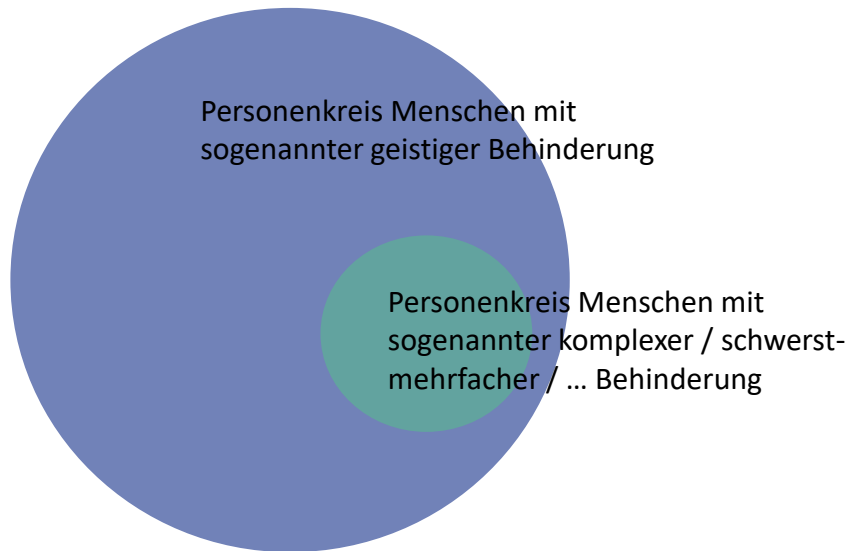 Personenkreis Menschen mit
sogenannter geistiger Behinderung
Personenkreis Menschen mit
sogenannter komplexer / schwerst-
mehrfacher / … Behinderung